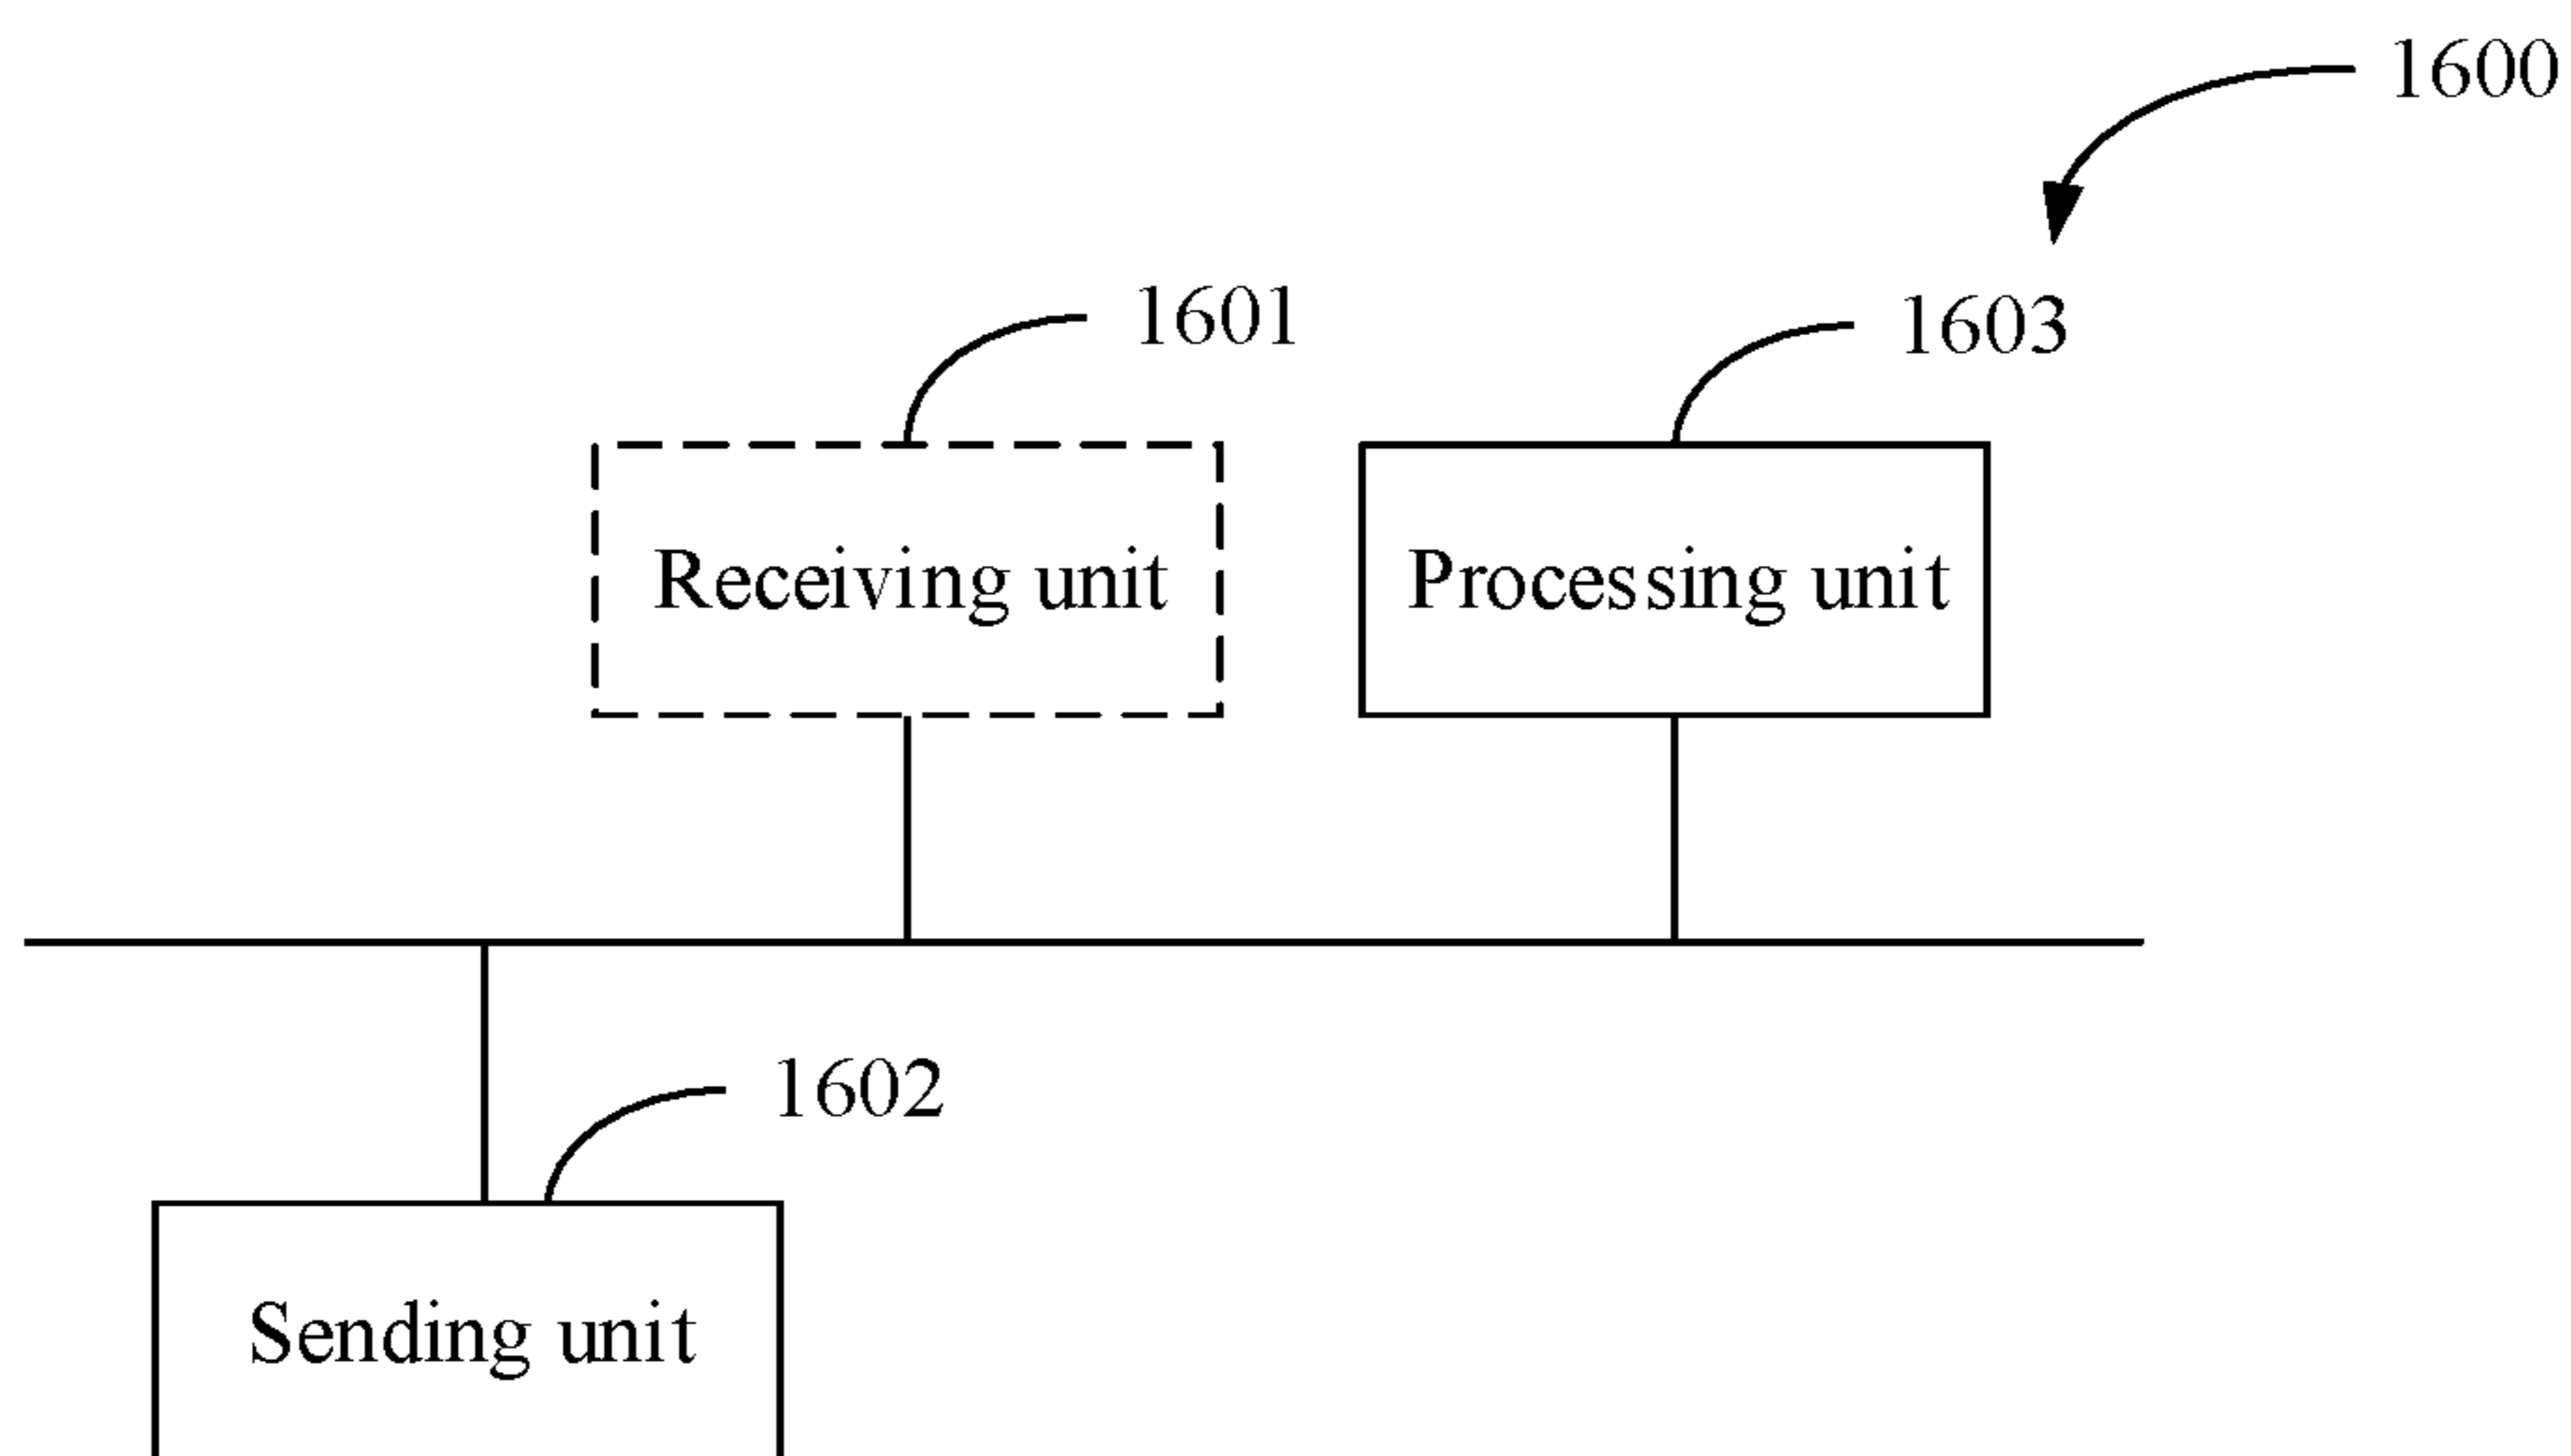 1600
1601
1603
Receiving unit
Processing unit
1602
Sending unit